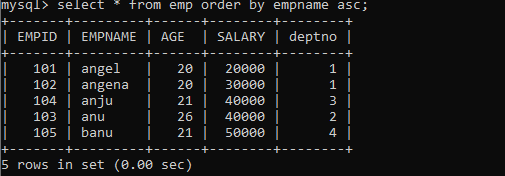 mysql> select * from emp order by empname asc;
+-------+---------+------+--------+--------+
| EMPID | EMPNAME | AGE  | SALARY | deptno |
+-------+---------+------+--------+--------+
|   101 | angel   |   20 |  20000 |      1 |
|   102 | angena  |   20 |  30000 |      1 |
|   104 | anju    |   21 |  40000 |      3 |
|   103 | anu     |   26 |  40000 |      2 |
|   105 | banu    |   21 |  50000 |      4 |
+-------+---------+------+--------+--------+
5 rows in set (0.00 sec)